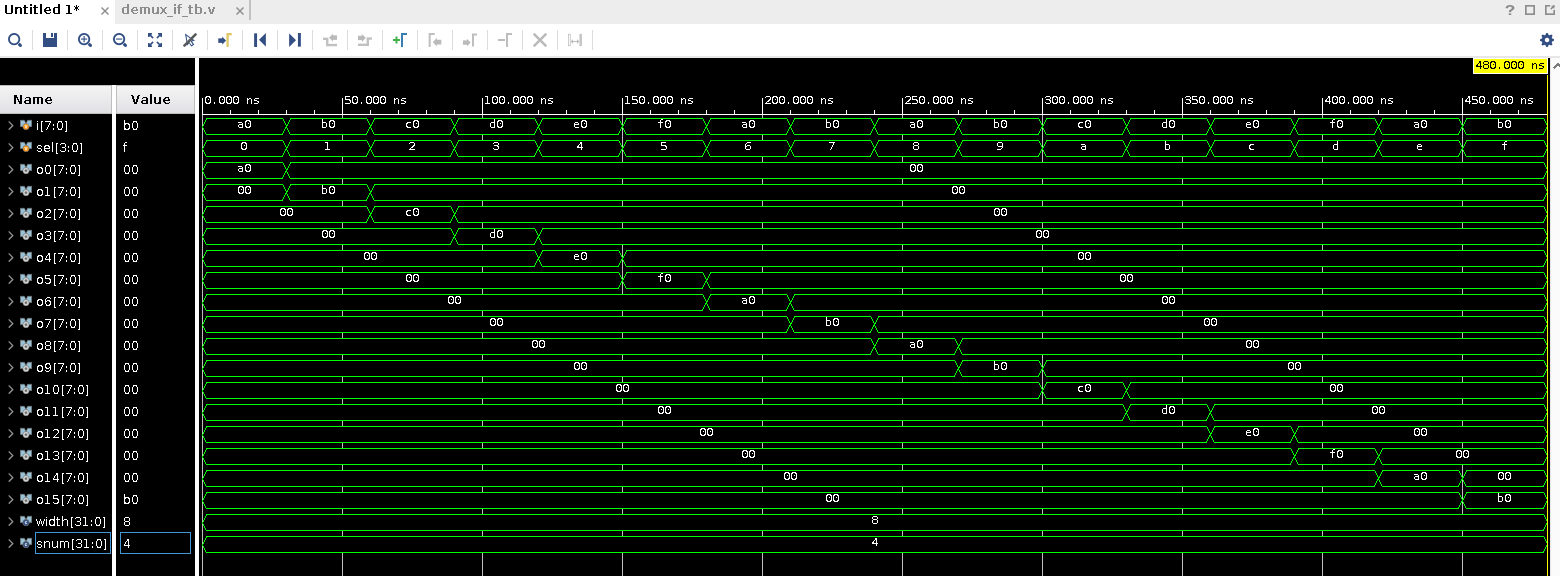 Untitled 1* × demux_if_tb.v ×
480.000 ns
Name Value 0.000 ns 50.000 ns 100.000 ns 150.000 ns 200.000 ns 250.000 ns 300.000 ns 350.000 ns 400.000 ns 450.000 ns
i[7:0] b0 a0 b0 c0 d0 e0 f0 a0 b0 a0 b0 c0 d0 e0 f0 a0 b0
sel[3:0] f 0 1 2 3 4 5 6 7 8 9 a b c d e f
o0[7:0] 00 a0 00
o1[7:0] 00 00 b0 00
o2[7:0] 00 00 c0 00
o3[7:0] 00 00 d0 00
o4[7:0] 00 00 e0 00
o5[7:0] 00 00 f0 00
o6[7:0] 00 00 a0 00
o7[7:0] 00 00 b0 00
o8[7:0] 00 00 a0 00
o9[7:0] 00 00 b0 00
o10[7:0] 00 00 c0 00
o11[7:0] 00 00 d0 00
o12[7:0] 00 00 e0 00
o13[7:0] 00 00 f0 00
o14[7:0] 00 00 a0 00
o15[7:0] b0 00 b0
width[31:0] 8 8
snum[31:0] 4 4